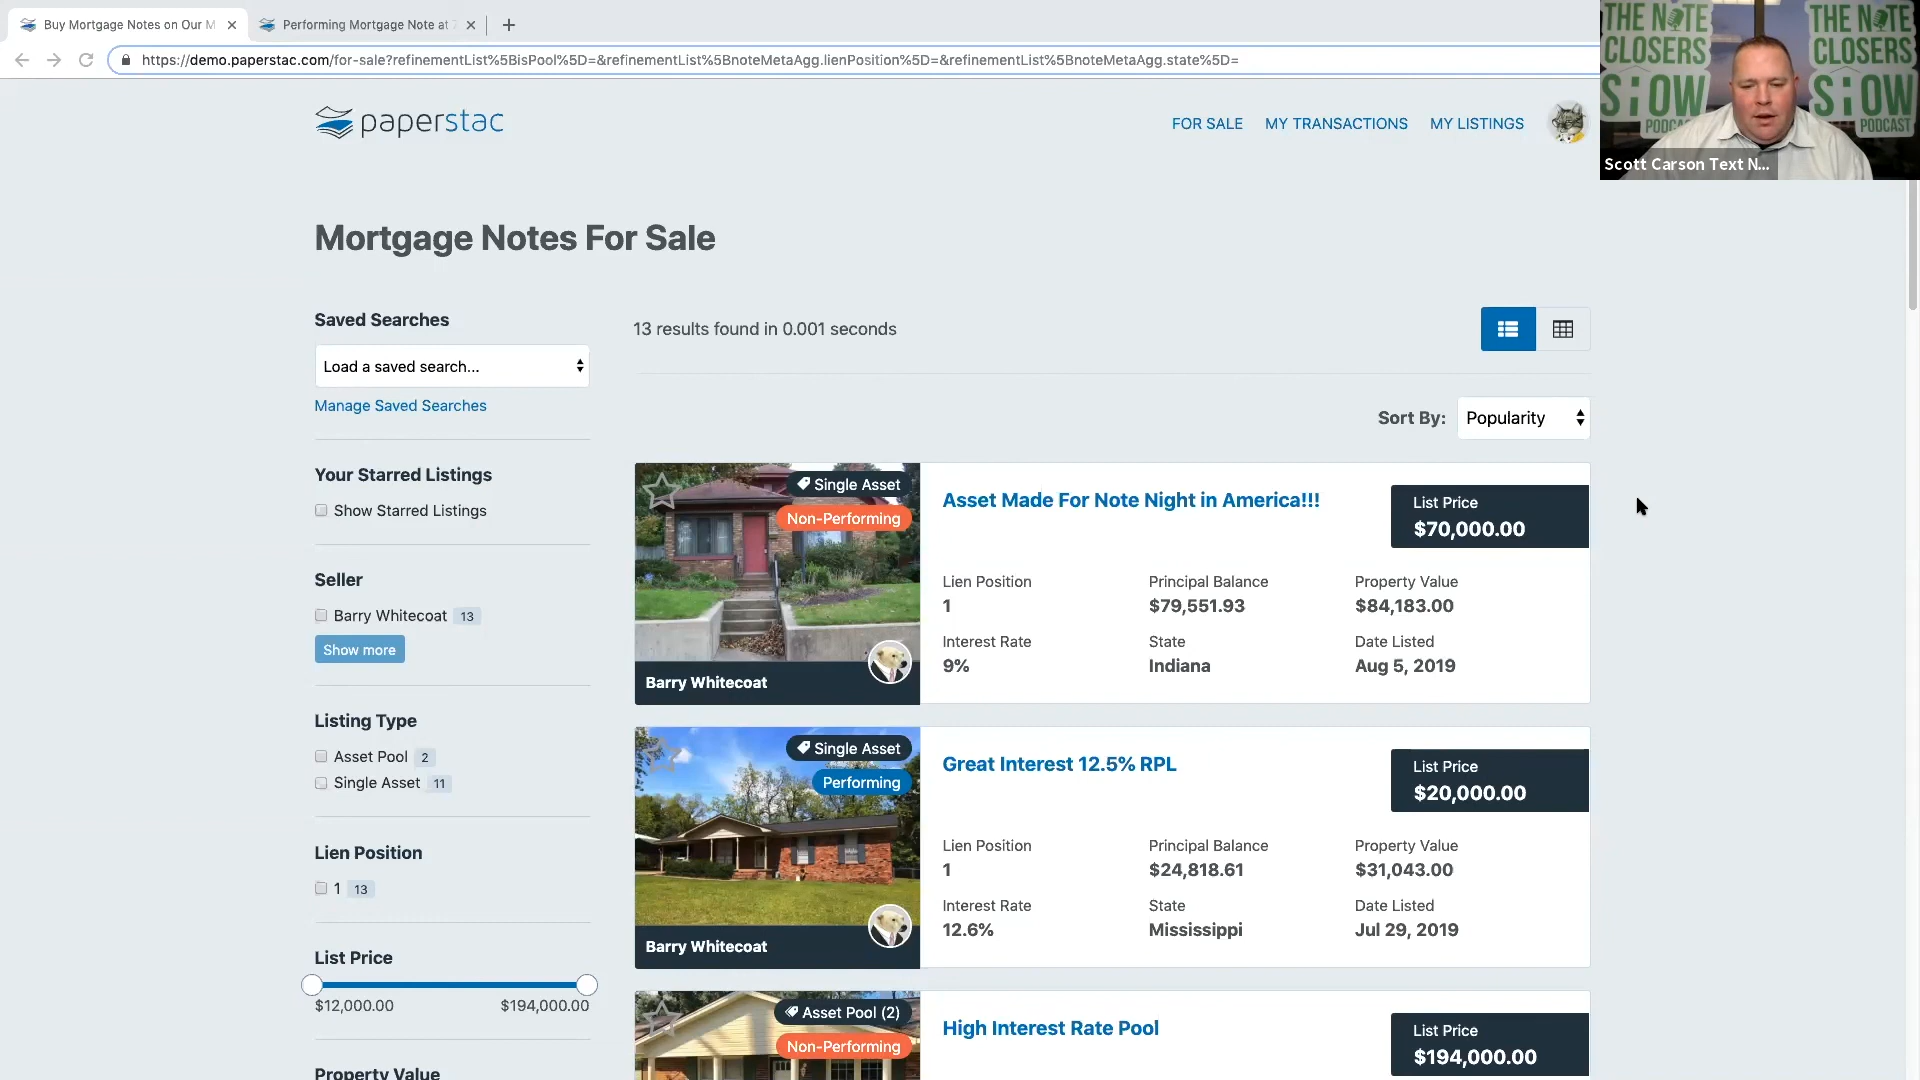 Buy Mortgage Notes on Our M
Performing Mortgage Note at
https://demo.paperstac.com/for-sale?refinementList%5BisPool%5D=&refinementList%5BnoteMetaAgg.lienPosition%5D=&refinementList%5BnoteMetaAgg.state%5D=
THE NOTE
CLOSERS
SHOW
PODCAST
THE NOTE
CLOSERS
SHOW
PODCAST
Scott Carson Text N...
paperstac
FOR SALE
MY TRANSACTIONS
MY LISTINGS
Mortgage Notes For Sale
Saved Searches
Load a saved search...
Manage Saved Searches
Your Starred Listings
Show Starred Listings
Seller
Barry Whitecoat 13
Show more
Listing Type
Asset Pool 2
Single Asset 11
Lien Position
1 13
List Price
$12,000.00 $194,000.00
Property Value
13 results found in 0.001 seconds
Sort By: Popularity
Single Asset
Non-Performing
Barry Whitecoat
Asset Made For Note Night in America!!!
List Price
$70,000.00
Lien Position Principal Balance Property Value
1 $79,551.93 $84,183.00
Interest Rate State Date Listed
9% Indiana Aug 5, 2019
Single Asset
Performing
Barry Whitecoat
Great Interest 12.5% RPL
List Price
$20,000.00
Lien Position Principal Balance Property Value
1 $24,818.61 $31,043.00
Interest Rate State Date Listed
12.6% Mississippi Jul 29, 2019
Asset Pool (2)
Non-Performing
High Interest Rate Pool
List Price
$194,000.00